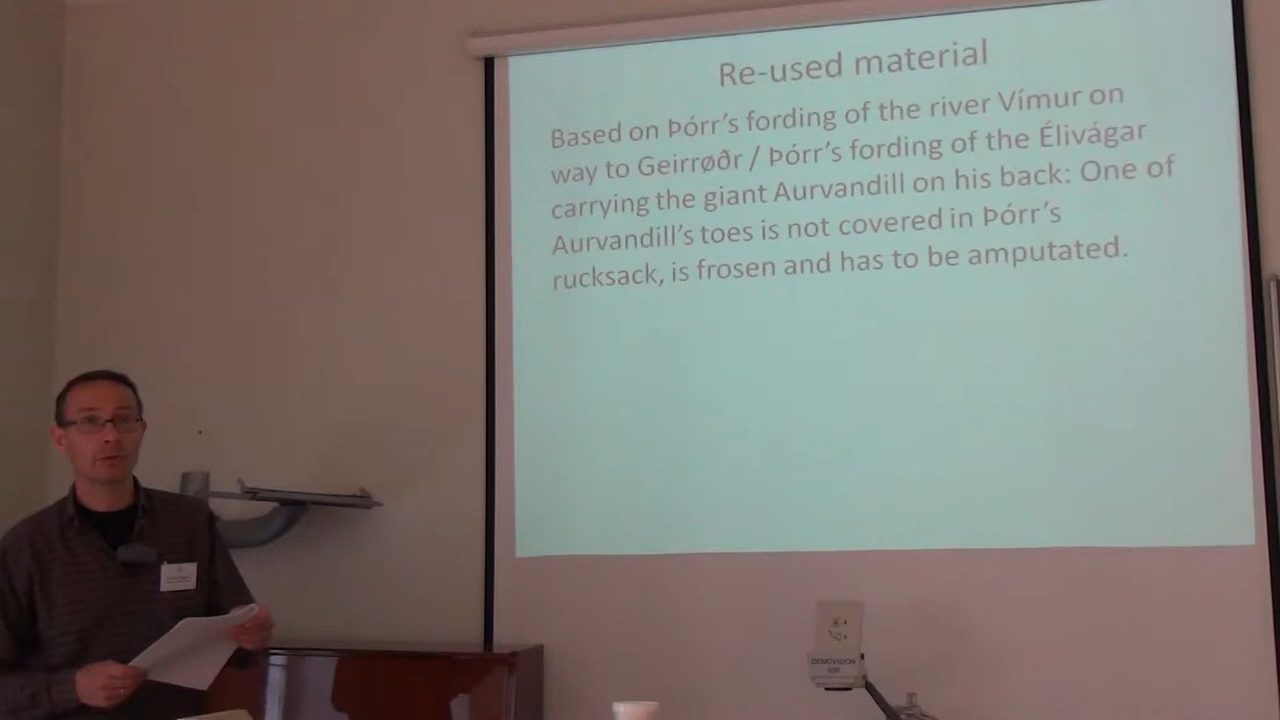 Re-used material
Based on Þórr’s fording of the river Vímur on
way to Geirrøðr / Þórr’s fording of the Élivágar
carrying the giant Aurvandill on his back: One of
Aurvandill’s toes is not covered in Þórr’s
rucksack, is frosen and has to be amputated.
DEMOVISION